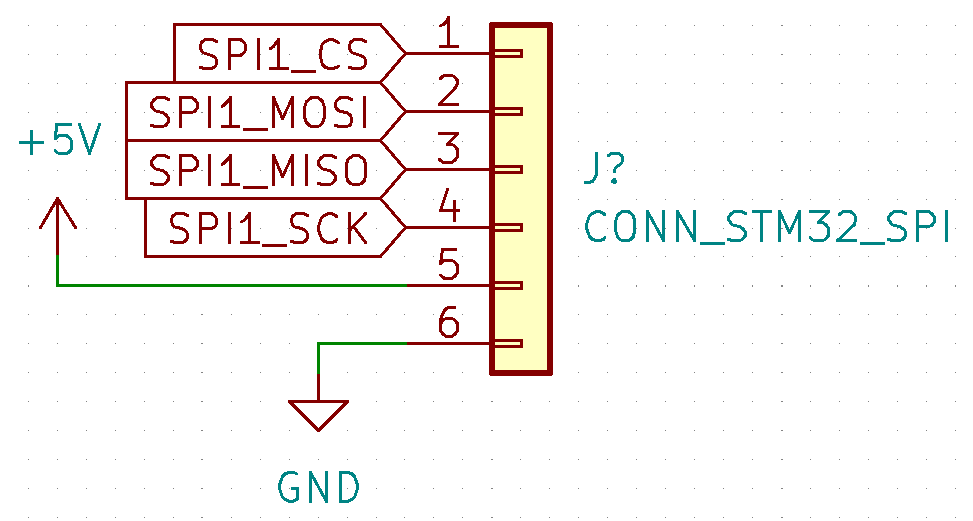 SPI1_CS 1
SPI1_MOSI 2
+5V
SPI1_MISO 3
J?
SPI1_SCK 4
CONN_STM32_SPI
5
6
GND